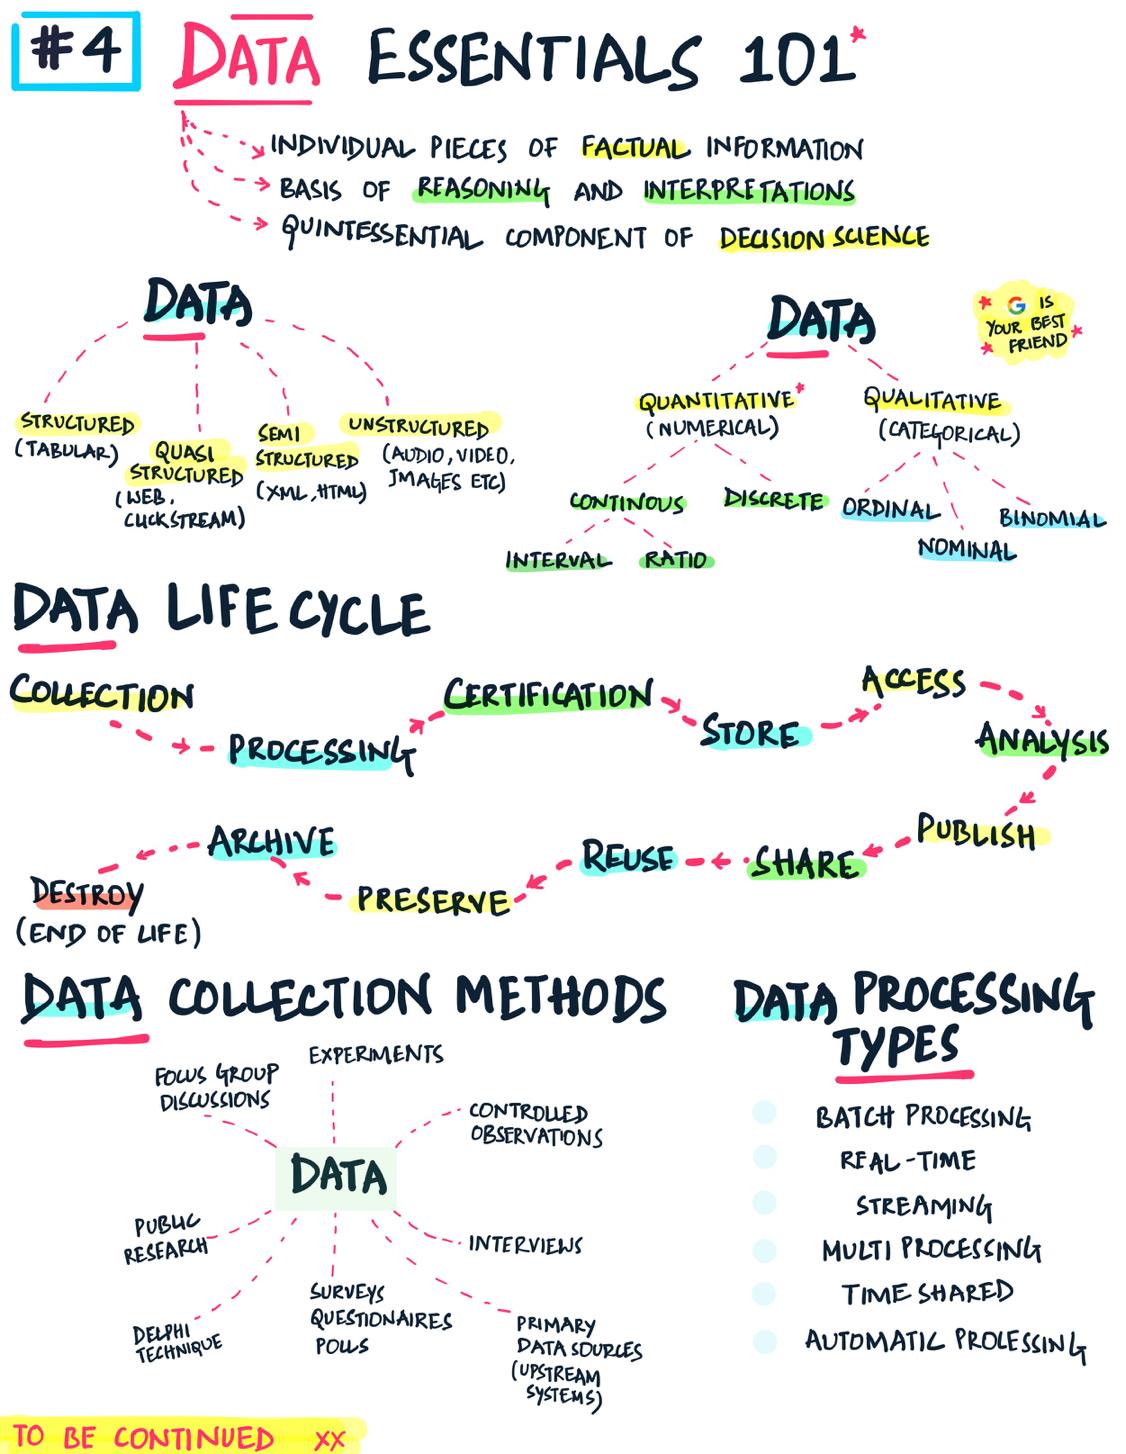 #4 DATA ESSENTIALS 101*
INDIVIDUAL PIECES OF FACTUAL INFORMATION
BASIS OF REASONING AND INTERPRETATIONS
QUINTESSENTIAL COMPONENT OF DECISION SCIENCE
DATA
STRUCTURED
(TABULAR)
QUASI
STRUCTURED
(WEB,
CLICKSTREAM)
SEMI
STRUCTURED
(XML, HTML)
UNSTRUCTURED
(AUDIO, VIDEO,
IMAGES ETC)
DATA
G IS
YOUR BEST
FRIEND
QUANTITATIVE*
(NUMERICAL)
QUALITATIVE
(CATEGORICAL)
CONTINOUS
DISCRETE
INTERVAL
RATIO
ORDINAL
NOMINAL
BINOMIAL
DATA LIFE CYCLE
COLLECTION
PROCESSING
CERTIFICATION
STORE
ACCESS
ANALYSIS
PUBLISH
SHARE
REUSE
PRESERVE
ARCHIVE
DESTROY
(END OF LIFE)
DATA COLLECTION METHODS
FOCUS GROUP
DISCUSSIONS
EXPERIMENTS
CONTROLLED
OBSERVATIONS
DATA
PUBLIC
RESEARCH
INTERVIEWS
DELPHI
TECHNIQUE
SURVEYS
QUESTIONAIRES
POLLS
PRIMARY
DATA SOURCES
(UPSTREAM
SYSTEMS)
DATA PROCESSING
TYPES
BATCH PROCESSING
REAL-TIME
STREAMING
MULTI PROCESSING
TIME SHARED
AUTOMATIC PROCESSING
TO BE CONTINUED XX